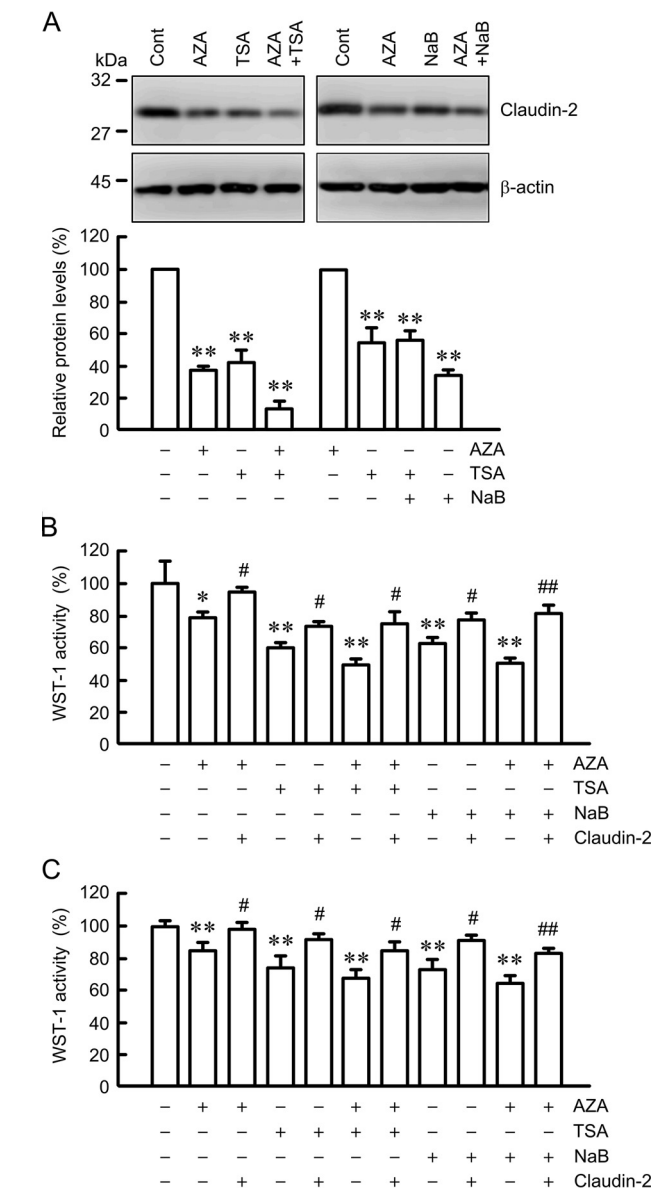 A
kDa Cont AZA TSA AZA +TSA Cont AZA NaB AZA +NaB
32
Claudin-2
27
45
β-actin
Relative protein levels (%)
120
100
80
60
40
20
0
** ** ** ** ** **
− + − + + − − − AZA
− − + + − + + − TSA
− − − − − − + + NaB
B
WST-1 activity (%)
120
100
80
60
40
20
0
* # ** # ** # ** # ** ##
− + + − − + + − − + + AZA
− − − + + + + − − − − TSA
− − − − − − − + + + + NaB
− − + − + − + − + − + Claudin-2
C
WST-1 activity (%)
120
100
80
60
40
20
0
** # ** # ** # ** # ** ##
− + + − − + + − − + + AZA
− − − + + + + − − − − TSA
− − − − − − − + + + + NaB
− − + − + − + − + − + Claudin-2